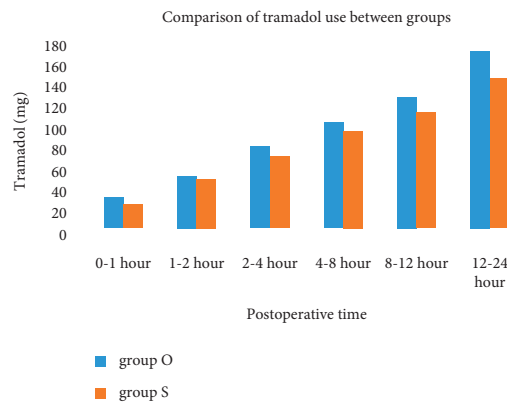 Comparison of tramadol use between groups
Tramadol (mg)
180
160
140
120
100
80
60
40
20
0
0-1 hour
1-2 hour
2-4 hour
4-8 hour
8-12 hour
12-24
hour
Postoperative time
group O
group S